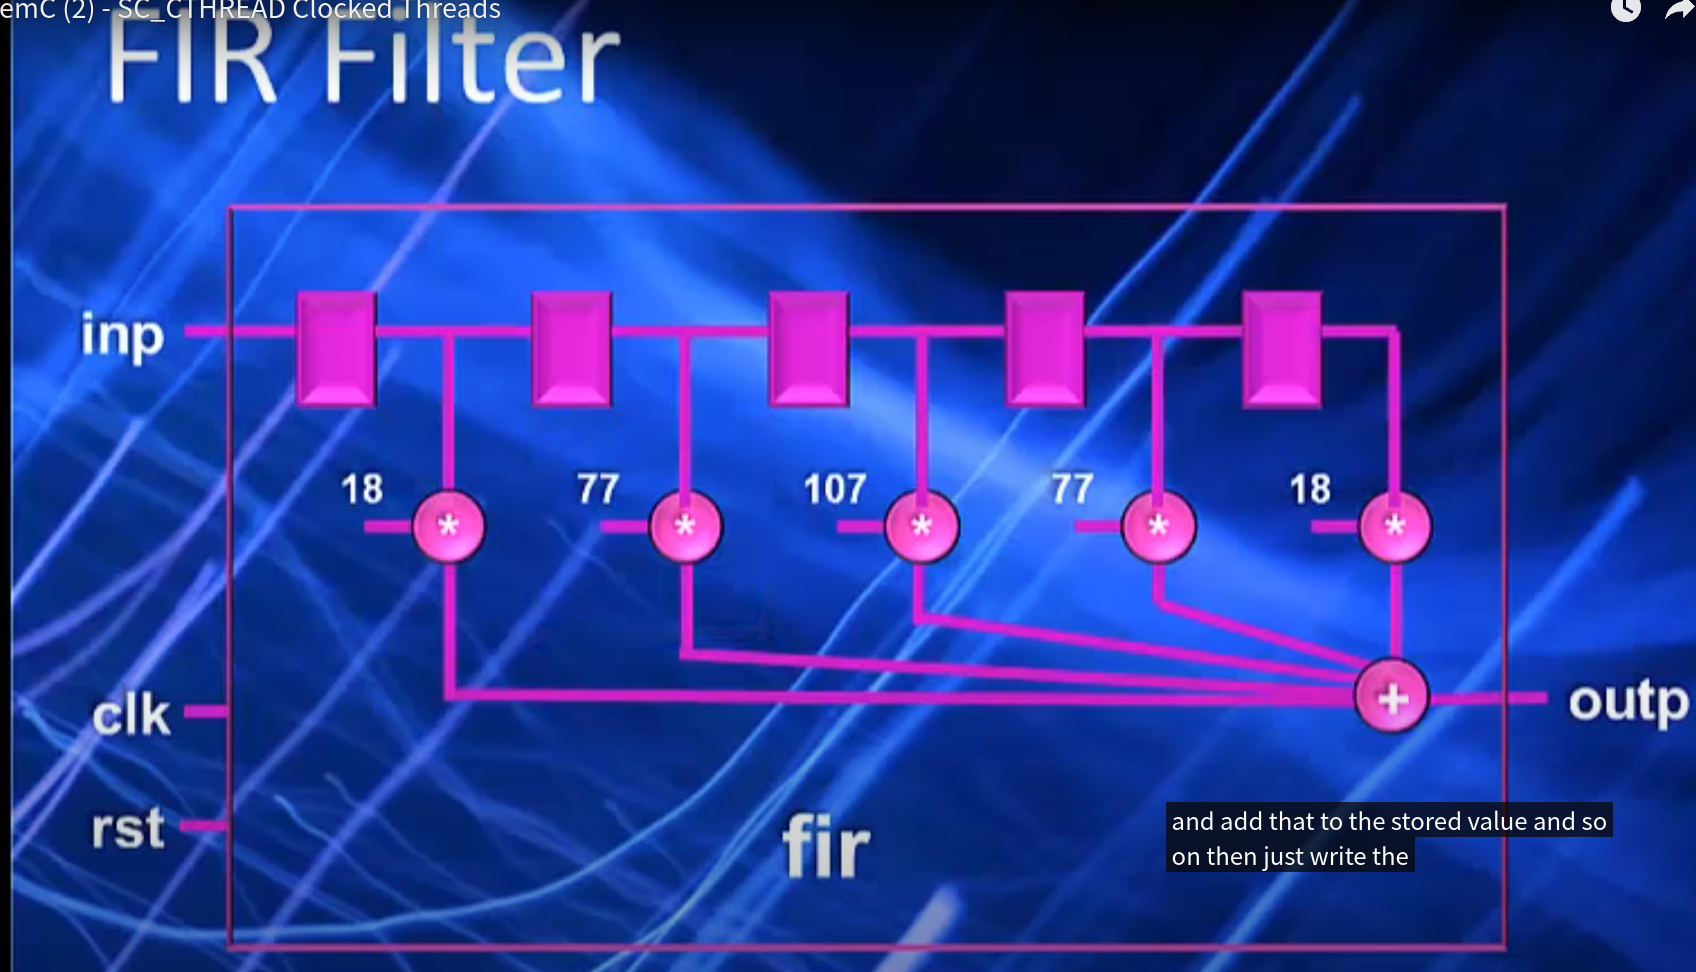 emC (2) - SC_CTHREAD Clocked Threads
FIR Filter
inp
18 77 107 77 18
* * * * *
+
outp
clk
rst
fir
and add that to the stored value and so
on then just write the